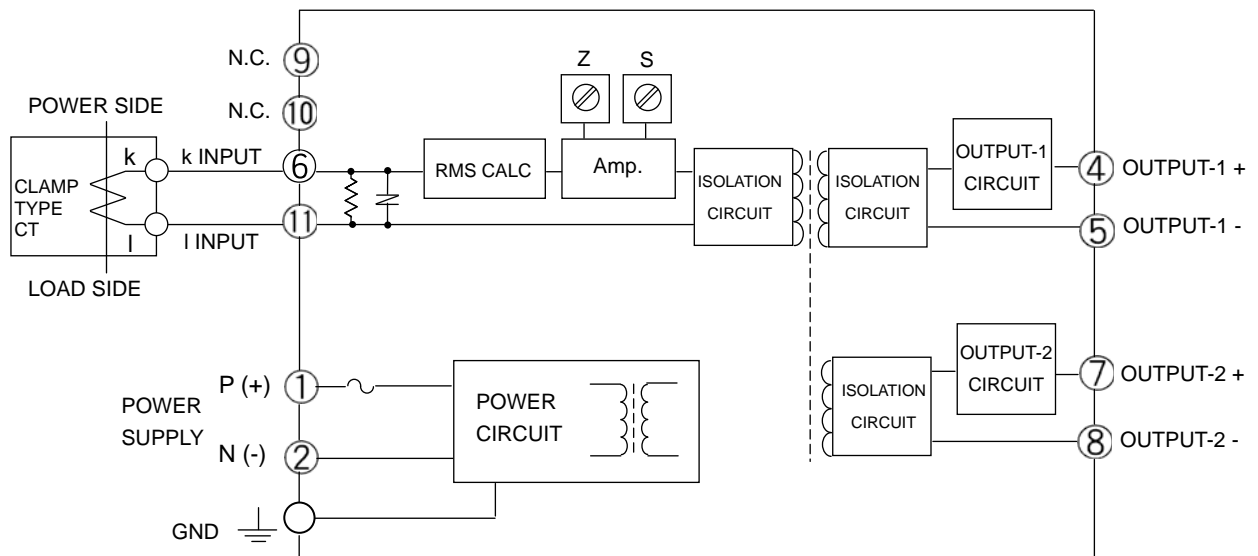 N.C. 9
Z S
N.C. 10
POWER SIDE
k
k INPUT 6
CLAMP
TYPE
CT
l
l INPUT 11
LOAD SIDE
RMS CALC
Amp.
ISOLATION
CIRCUIT
ISOLATION
CIRCUIT
OUTPUT-1
CIRCUIT
4 OUTPUT-1 +
5 OUTPUT-1 -
POWER
SUPPLY
P (+) 1
N (-) 2
GND
POWER
CIRCUIT
ISOLATION
CIRCUIT
OUTPUT-2
CIRCUIT
7 OUTPUT-2 +
8 OUTPUT-2 -